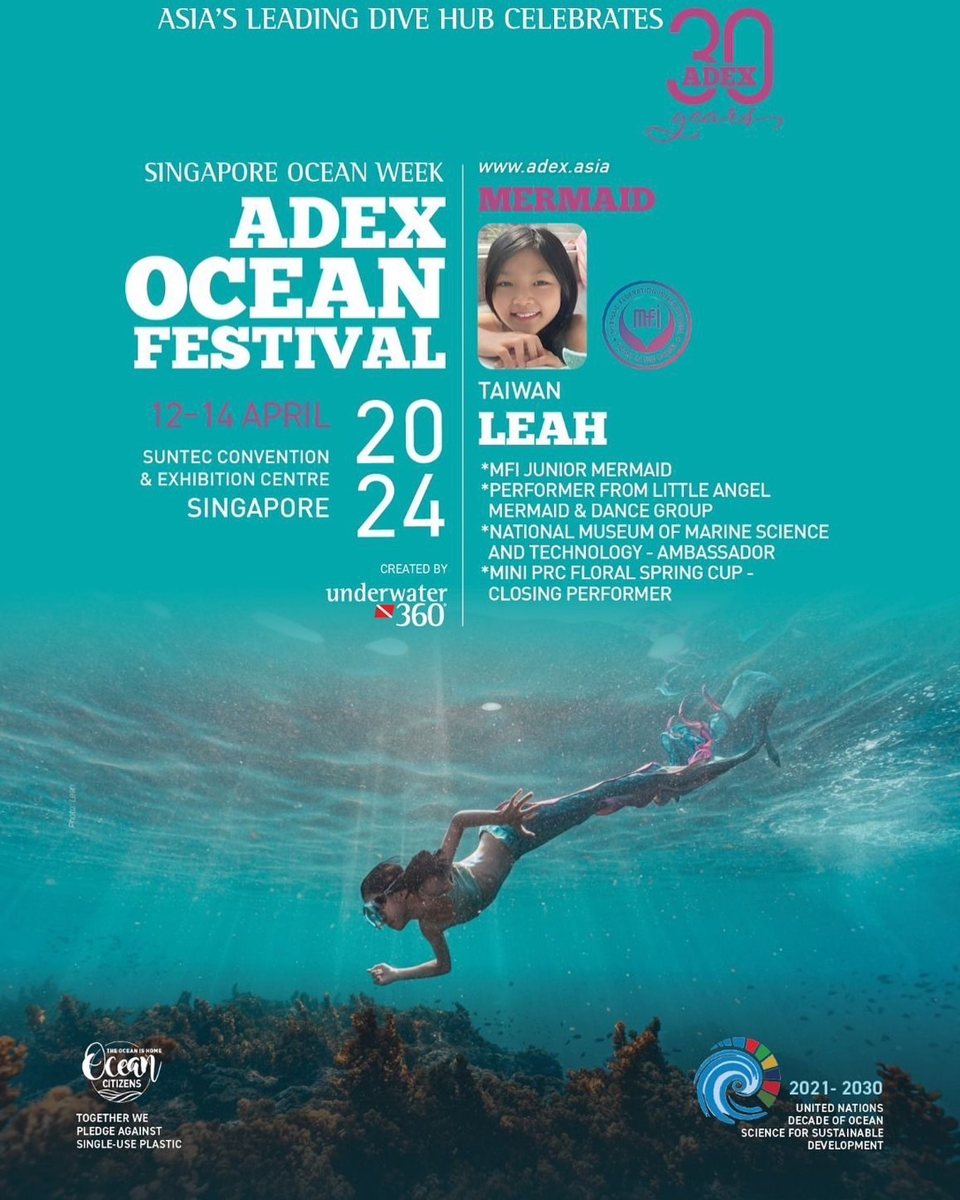 ASIA'S LEADING DIVE HUB CELEBRATES
30
ADEX
years
SINGAPORE OCEAN WEEK
ADEX
OCEAN
FESTIVAL
12–14 APRIL
2024
SUNTEC CONVENTION
& EXHIBITION CENTRE
SINGAPORE
CREATED BY
underwater
360°
www.adex.asia
MERMAID
mfi
TAIWAN
LEAH
*MFI JUNIOR MERMAID
*PERFORMER FROM LITTLE ANGEL
MERMAID & DANCE GROUP
*NATIONAL MUSEUM OF MARINE SCIENCE
AND TECHNOLOGY - AMBASSADOR
*MINI PRC FLORAL SPRING CUP -
CLOSING PERFORMER
Photo: Leah
THE OCEAN IS HOME
Ocean
CITIZENS
TOGETHER WE
PLEDGE AGAINST
SINGLE-USE PLASTIC
2021- 2030
UNITED NATIONS
DECADE OF OCEAN
SCIENCE FOR SUSTAINABLE
DEVELOPMENT